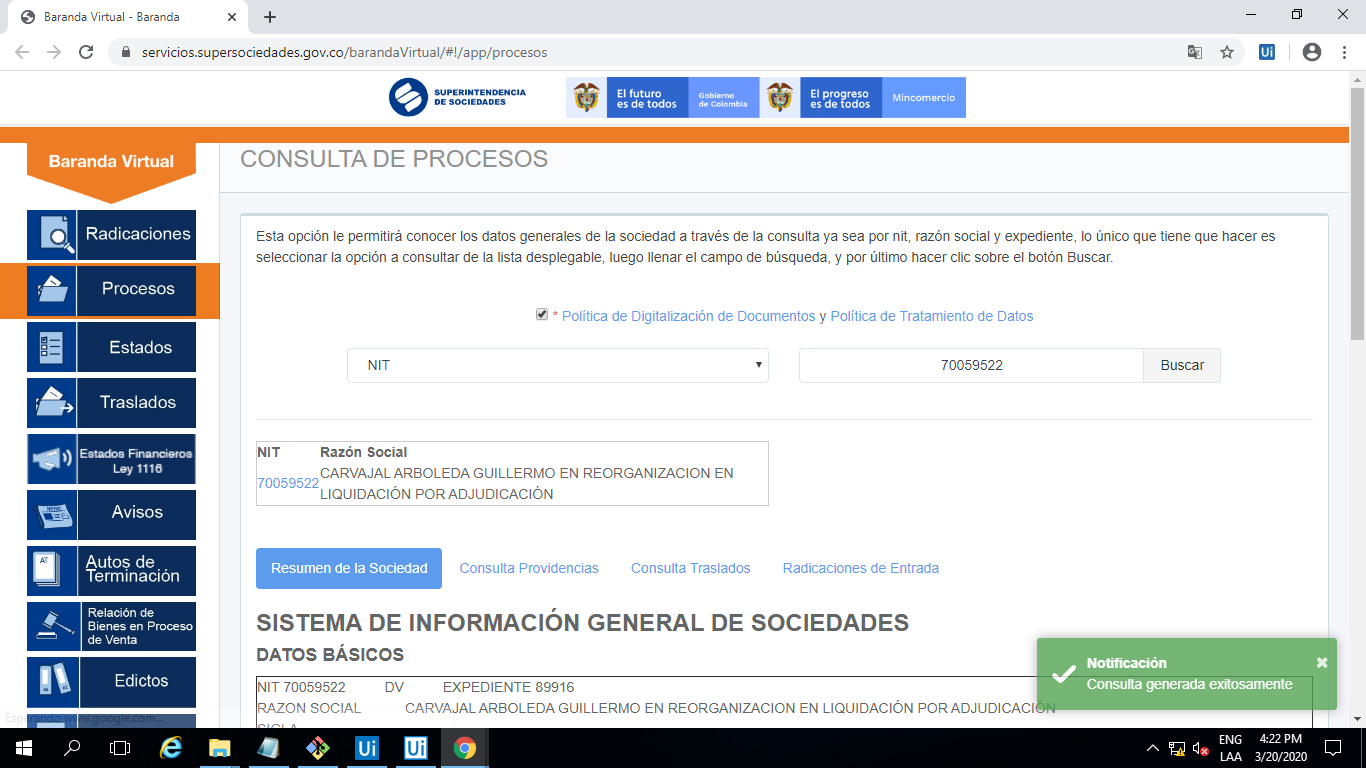 Baranda Virtual - Baranda
servicios.supersociedades.gov.co/barandaVirtual/#!/app/procesos
Ui
SUPERINTENDENCIA
DE SOCIEDADES
El futuro
es de todos
Gobierno
de Colombia
El progreso
es de todos
Mincomercio
Baranda Virtual
Radicaciones
Procesos
Estados
Traslados
Estados Financieros
Ley 1116
Avisos
AT
Autos de
Terminación
Relación de
Bienes en Proceso
de Venta
Edictos
CONSULTA DE PROCESOS
Esta opción le permitirá conocer los datos generales de la sociedad a través de la consulta ya sea por nit, razón social y expediente, lo único que tiene que hacer es
seleccionar la opción a consultar de la lista desplegable, luego llenar el campo de búsqueda, y por último hacer clic sobre el botón Buscar.
* Política de Digitalización de Documentos y Política de Tratamiento de Datos
NIT
70059522
Buscar
NIT Razón Social
70059522 CARVAJAL ARBOLEDA GUILLERMO EN REORGANIZACION EN
LIQUIDACIÓN POR ADJUDICACIÓN
Resumen de la Sociedad
Consulta Providencias
Consulta Traslados
Radicaciones de Entrada
SISTEMA DE INFORMACIÓN GENERAL DE SOCIEDADES
DATOS BÁSICOS
NIT 70059522 DV EXPEDIENTE 89916
RAZON SOCIAL CARVAJAL ARBOLEDA GUILLERMO EN REORGANIZACION EN LIQUIDACIÓN POR ADJUDICACIÓN
SIGLA
Notificación
Consulta generada exitosamente
Esperando www.google.com...
Ui
Ui
ENG
LAA
4:22 PM
3/20/2020